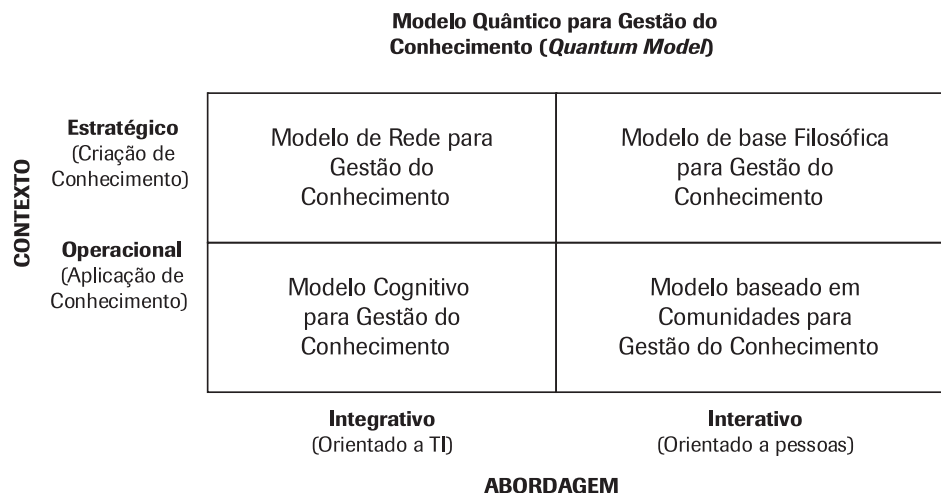 Modelo Quântico para Gestão do
Conhecimento (Quantum Model)
CONTEXTO
Estratégico
(Criação de
Conhecimento)
Modelo de Rede para
Gestão do
Conhecimento
Modelo de base Filosófica
para Gestão do
Conhecimento
Operacional
(Aplicação de
Conhecimento)
Modelo Cognitivo
para Gestão do
Conhecimento
Modelo baseado em
Comunidades para
Gestão do Conhecimento
Integrativo
(Orientado a TI)
Interativo
(Orientado a pessoas)
ABORDAGEM